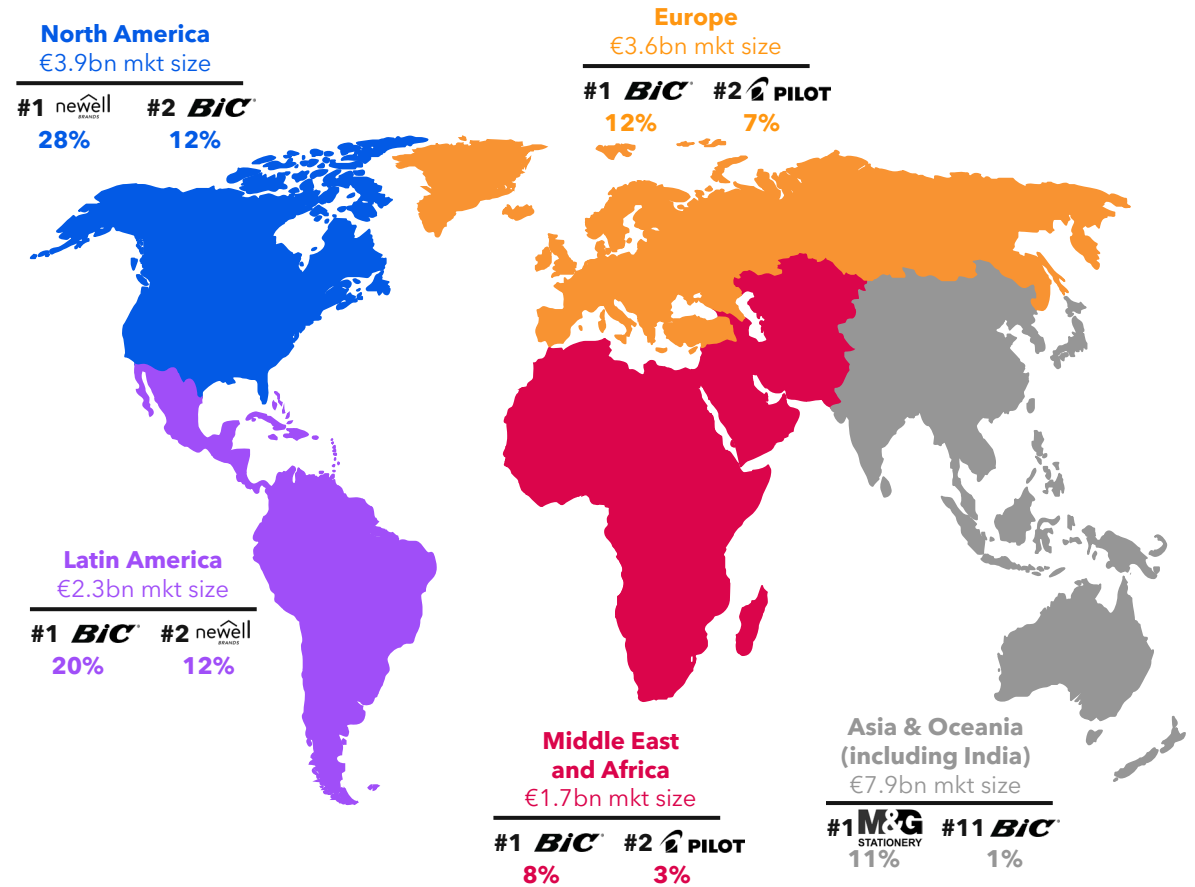 North America
€3.9bn mkt size
#1 newell BRANDS #2 BiC®
28% 12%
Europe
€3.6bn mkt size
#1 BiC® #2 PILOT
12% 7%
Latin America
€2.3bn mkt size
#1 BiC® #2 newell BRANDS
20% 12%
Middle East
and Africa
€1.7bn mkt size
#1 BiC® #2 PILOT
8% 3%
Asia & Oceania
(including India)
€7.9bn mkt size
#1 M&G STATIONERY #11 BiC®
11% 1%